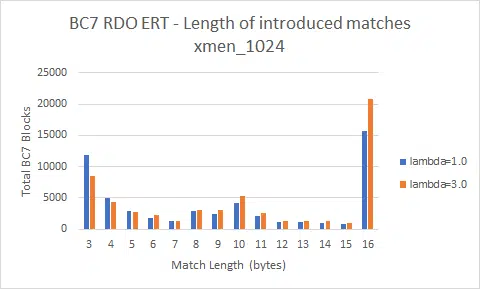 BC7 RDO ERT - Length of introduced matches
xmen_1024
25000
20000
15000
10000
5000
0
Total BC7 Blocks
3 4 5 6 7 8 9 10 11 12 13 14 15 16
Match Length (bytes)
lambda=1.0
lambda=3.0